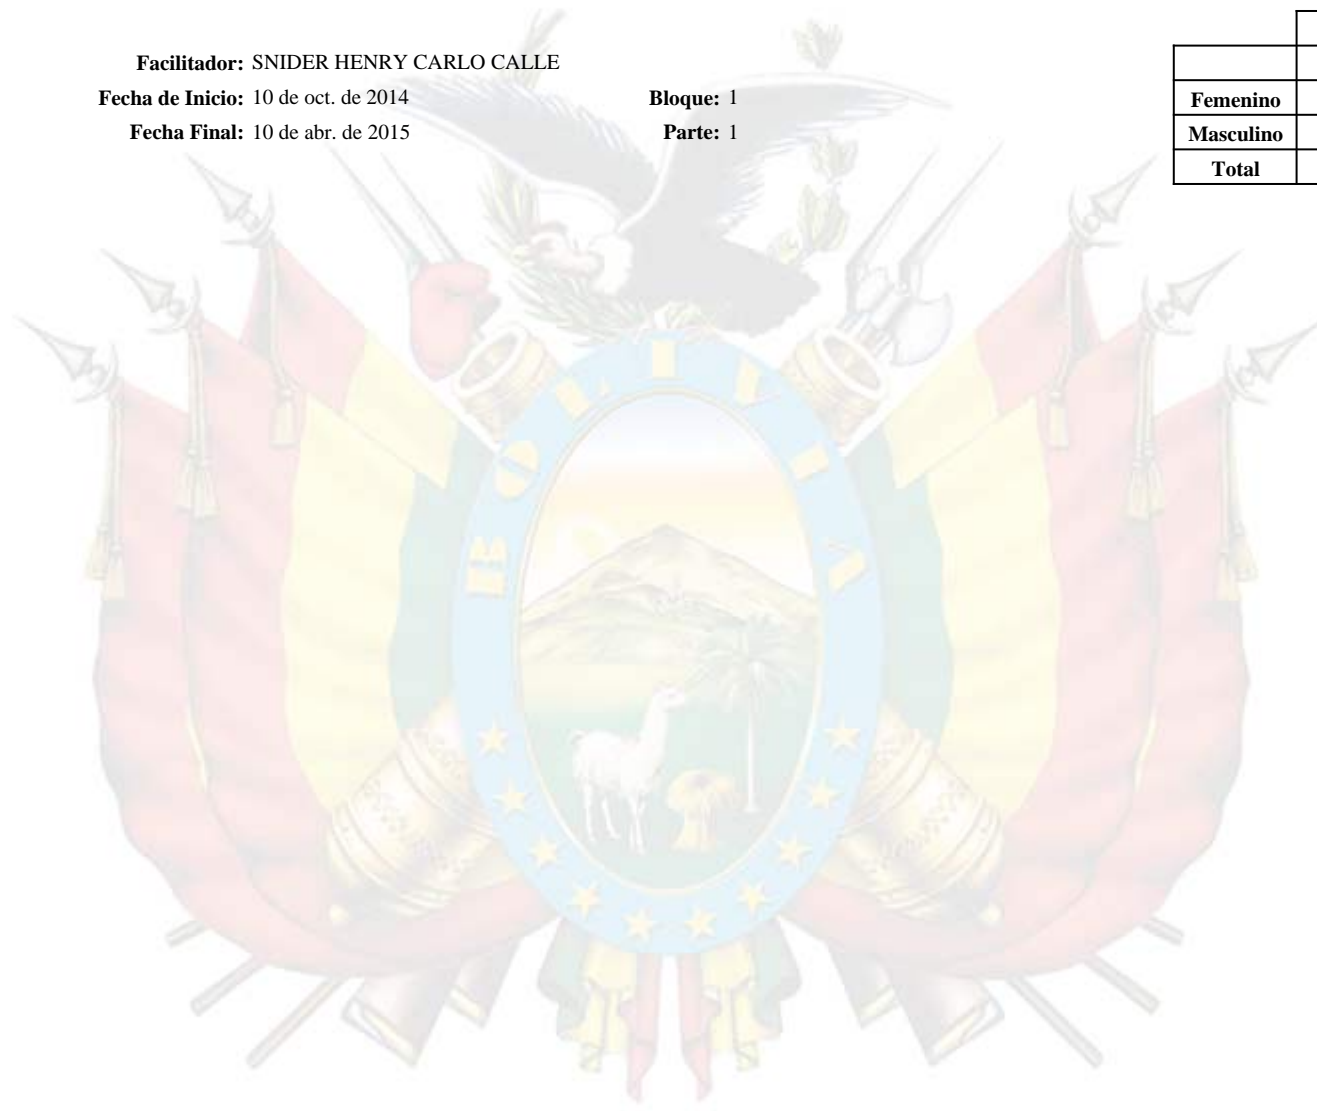 Facilitador: SNIDER HENRY CARLO CALLE
Fecha de Inicio: 10 de oct. de 2014 Bloque: 1
Fecha Final: 10 de abr. de 2015 Parte: 1
Femenino
Masculino
Total
BOLIVIA